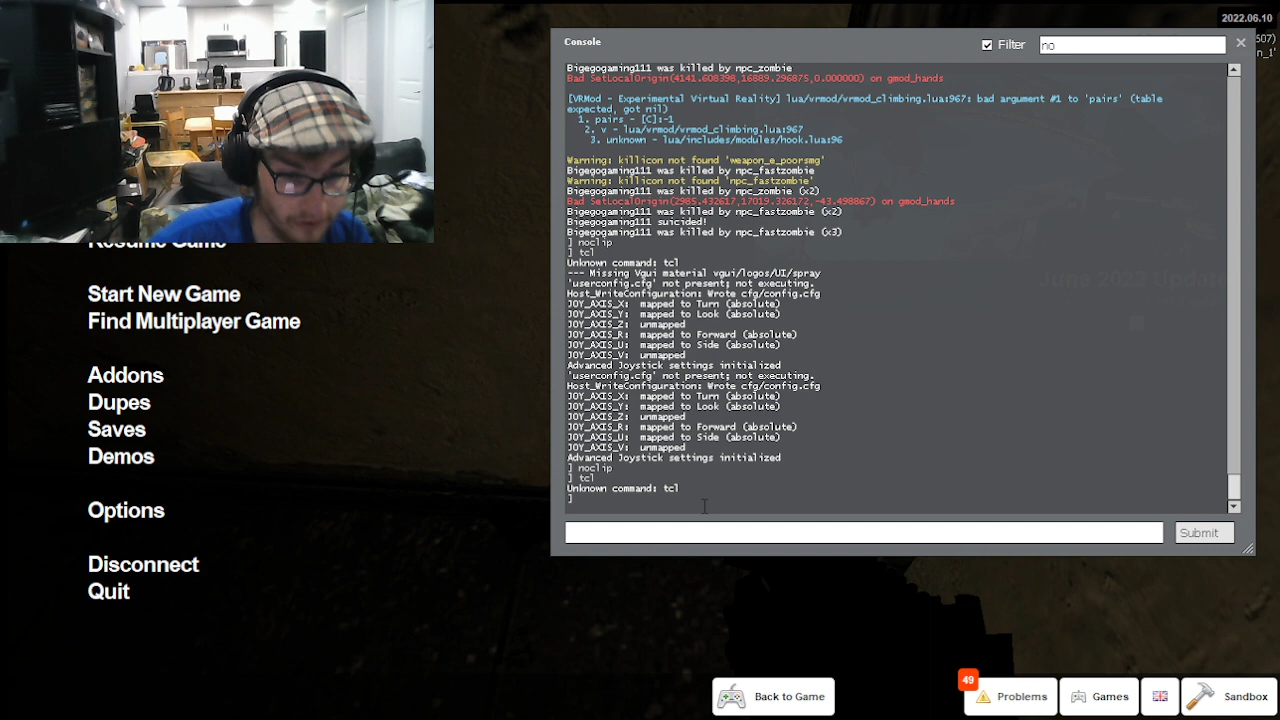 2022.06.10
Console
Filter
no
507)
n_1'
Bigegogaming111 was killed by npc_zombie
Bad SetLocalOrigin(4141.608398,16889.296875,0.000000) on gmod_hands
[VRMod - Experimental Virtual Reality] lua/vrmod/vrmod_climbing.lua:967: bad argument #1 to 'pairs' (table
expected, got nil)
1. pairs - [C]:-1
2. v - lua/vrmod/vrmod_climbing.lua:967
3. unknown - lua/includes/modules/hook.lua:96
Warning: killicon not found 'weapon_e_poorsmg'
Bigegogaming111 was killed by npc_fastzombie
Warning: killicon not found 'npc_fastzombie'
Bigegogaming111 was killed by npc_zombie (x2)
Bad SetLocalOrigin(2985.432617,17019.326172,-43.498867) on gmod_hands
Bigegogaming111 was killed by npc_fastzombie (x2)
Bigegogaming111 suicided!
Bigegogaming111 was killed by npc_fastzombie (x3)
] noclip
] tcl
Unknown command: tcl
--- Missing Vgui material vgui/logos/UI/spray
'userconfig.cfg' not present; not executing.
Host_WriteConfiguration: Wrote cfg/config.cfg
JOY_AXIS_X: mapped to Turn (absolute)
JOY_AXIS_Y: mapped to Look (absolute)
JOY_AXIS_Z: unmapped
JOY_AXIS_R: mapped to Forward (absolute)
JOY_AXIS_U: mapped to Side (absolute)
JOY_AXIS_V: unmapped
Advanced Joystick settings initialized
'userconfig.cfg' not present; not executing.
Host_WriteConfiguration: Wrote cfg/config.cfg
JOY_AXIS_X: mapped to Turn (absolute)
JOY_AXIS_Y: mapped to Look (absolute)
JOY_AXIS_Z: unmapped
JOY_AXIS_R: mapped to Forward (absolute)
JOY_AXIS_U: mapped to Side (absolute)
JOY_AXIS_V: unmapped
Advanced Joystick settings initialized
] noclip
] tcl
Unknown command: tcl
]
Submit
June 2022 Update
Resume Game
Start New Game
Find Multiplayer Game
Addons
Dupes
Saves
Demos
Options
Disconnect
Quit
Back to Game
49
Problems
Games
Sandbox